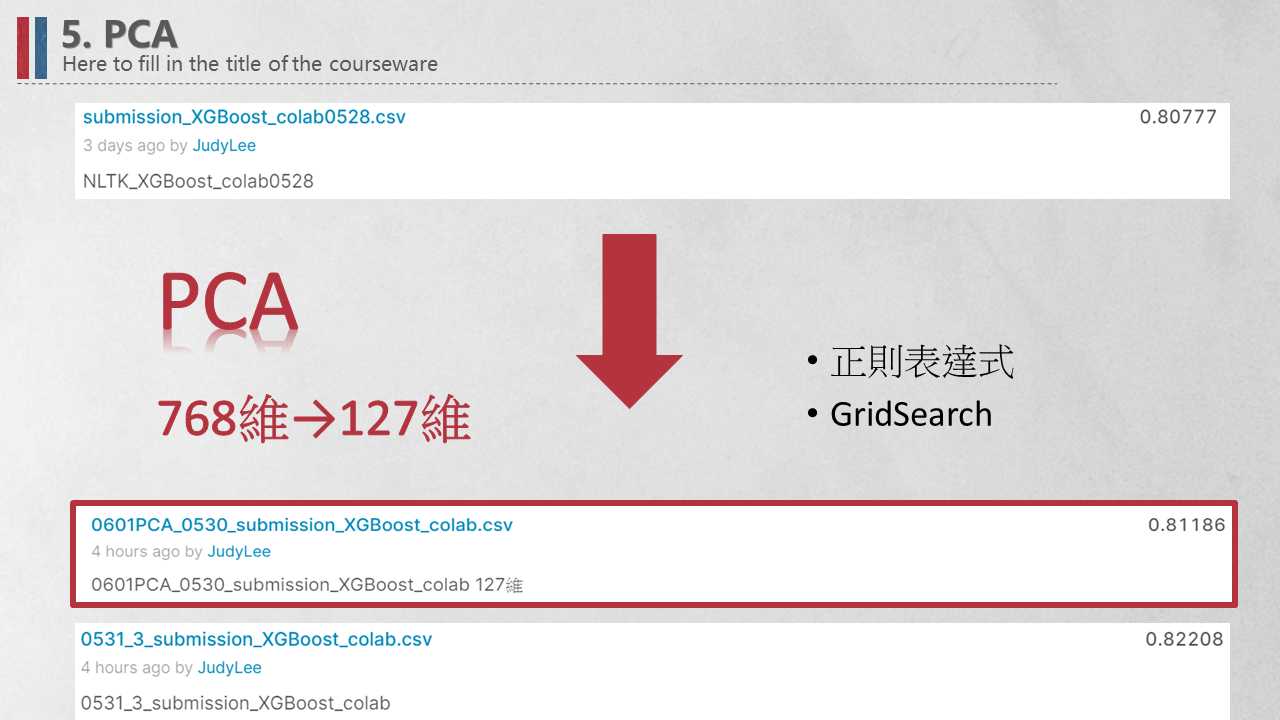 5. PCA
Here to fill in the title of the courseware
submission_XGBoost_colab0528.csv 0.80777
3 days ago by JudyLee
NLTK_XGBoost_colab0528
PCA
768維→127維
• 正則表達式
• GridSearch
0601PCA_0530_submission_XGBoost_colab.csv 0.81186
4 hours ago by JudyLee
0601PCA_0530_submission_XGBoost_colab 127維
0531_3_submission_XGBoost_colab.csv 0.82208
4 hours ago by JudyLee
0531_3_submission_XGBoost_colab